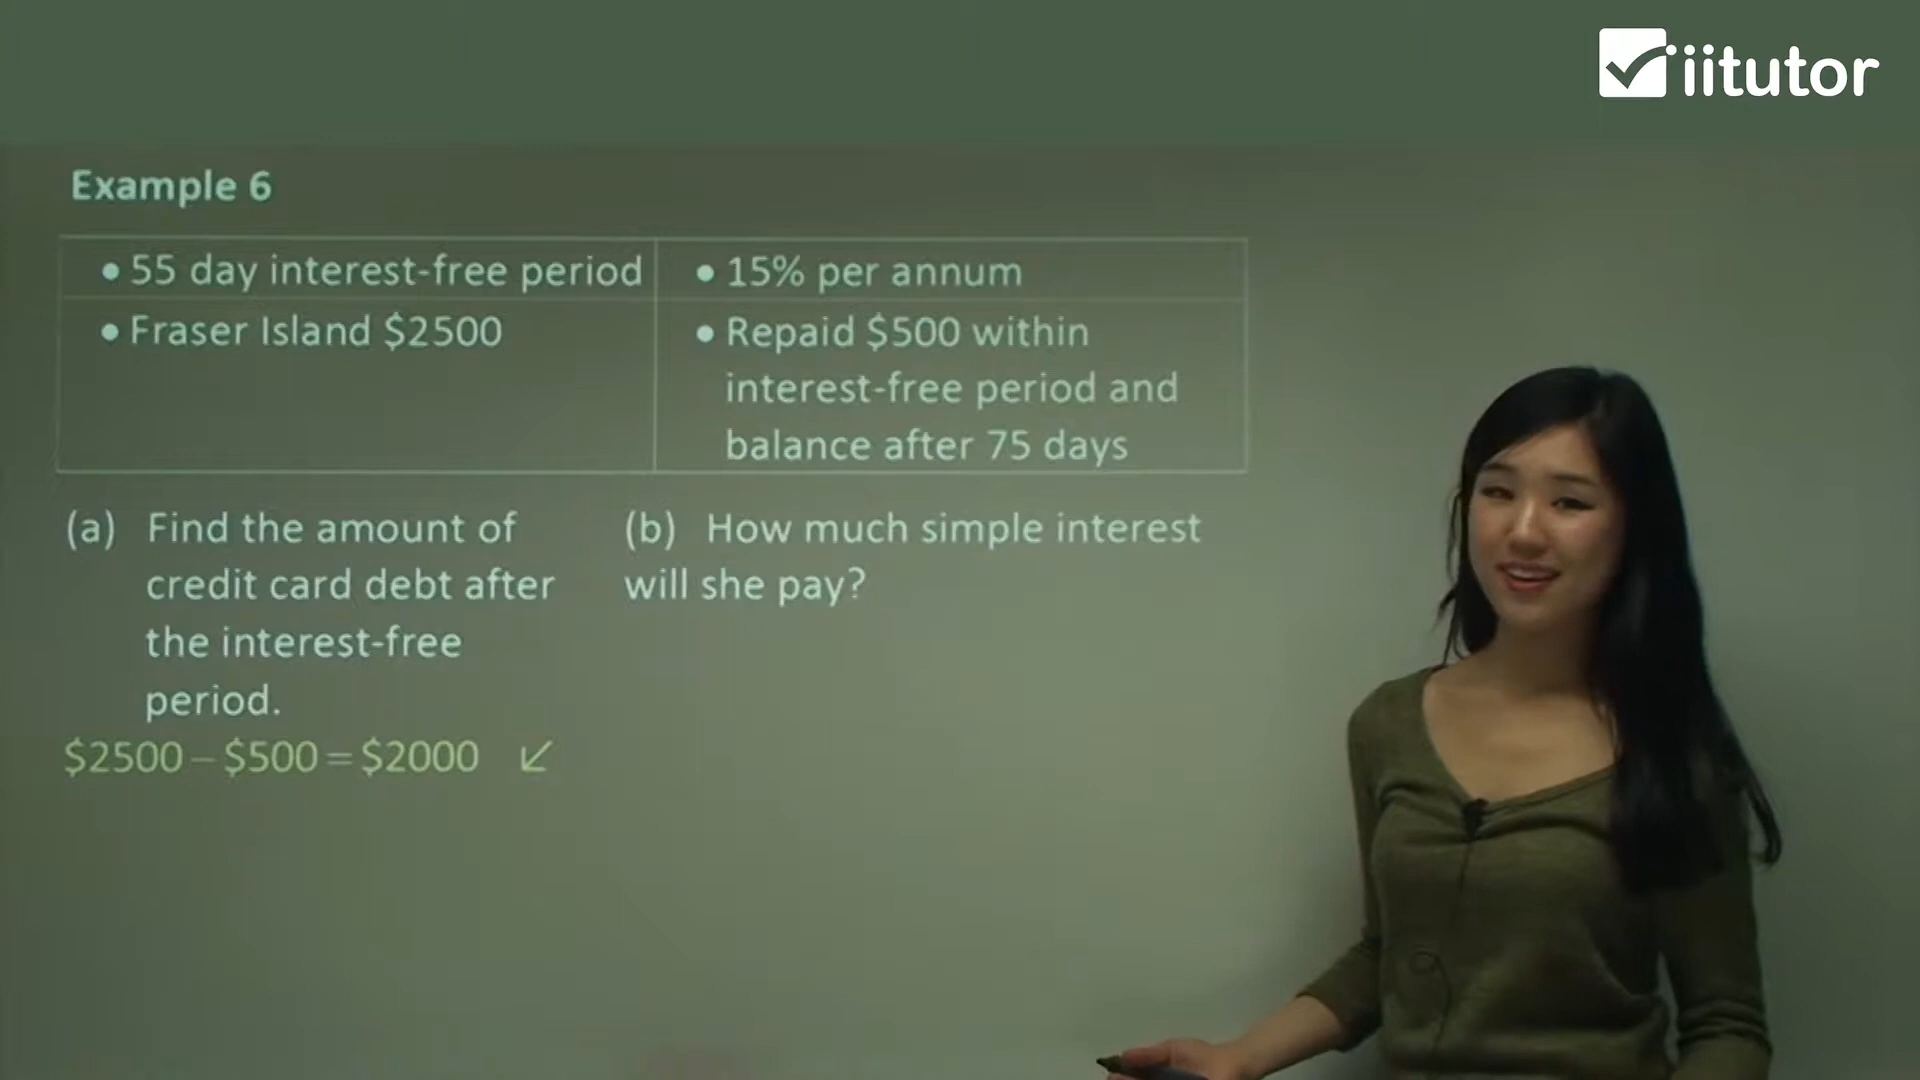 iitutor
Example 6
• 55 day interest-free period
• 15% per annum
• Fraser Island $2500
• Repaid $500 within
interest-free period and
balance after 75 days
(a) Find the amount of
credit card debt after
the interest-free
period.
$2500 – $500 = $2000 ↙
(b) How much simple interest
will she pay?